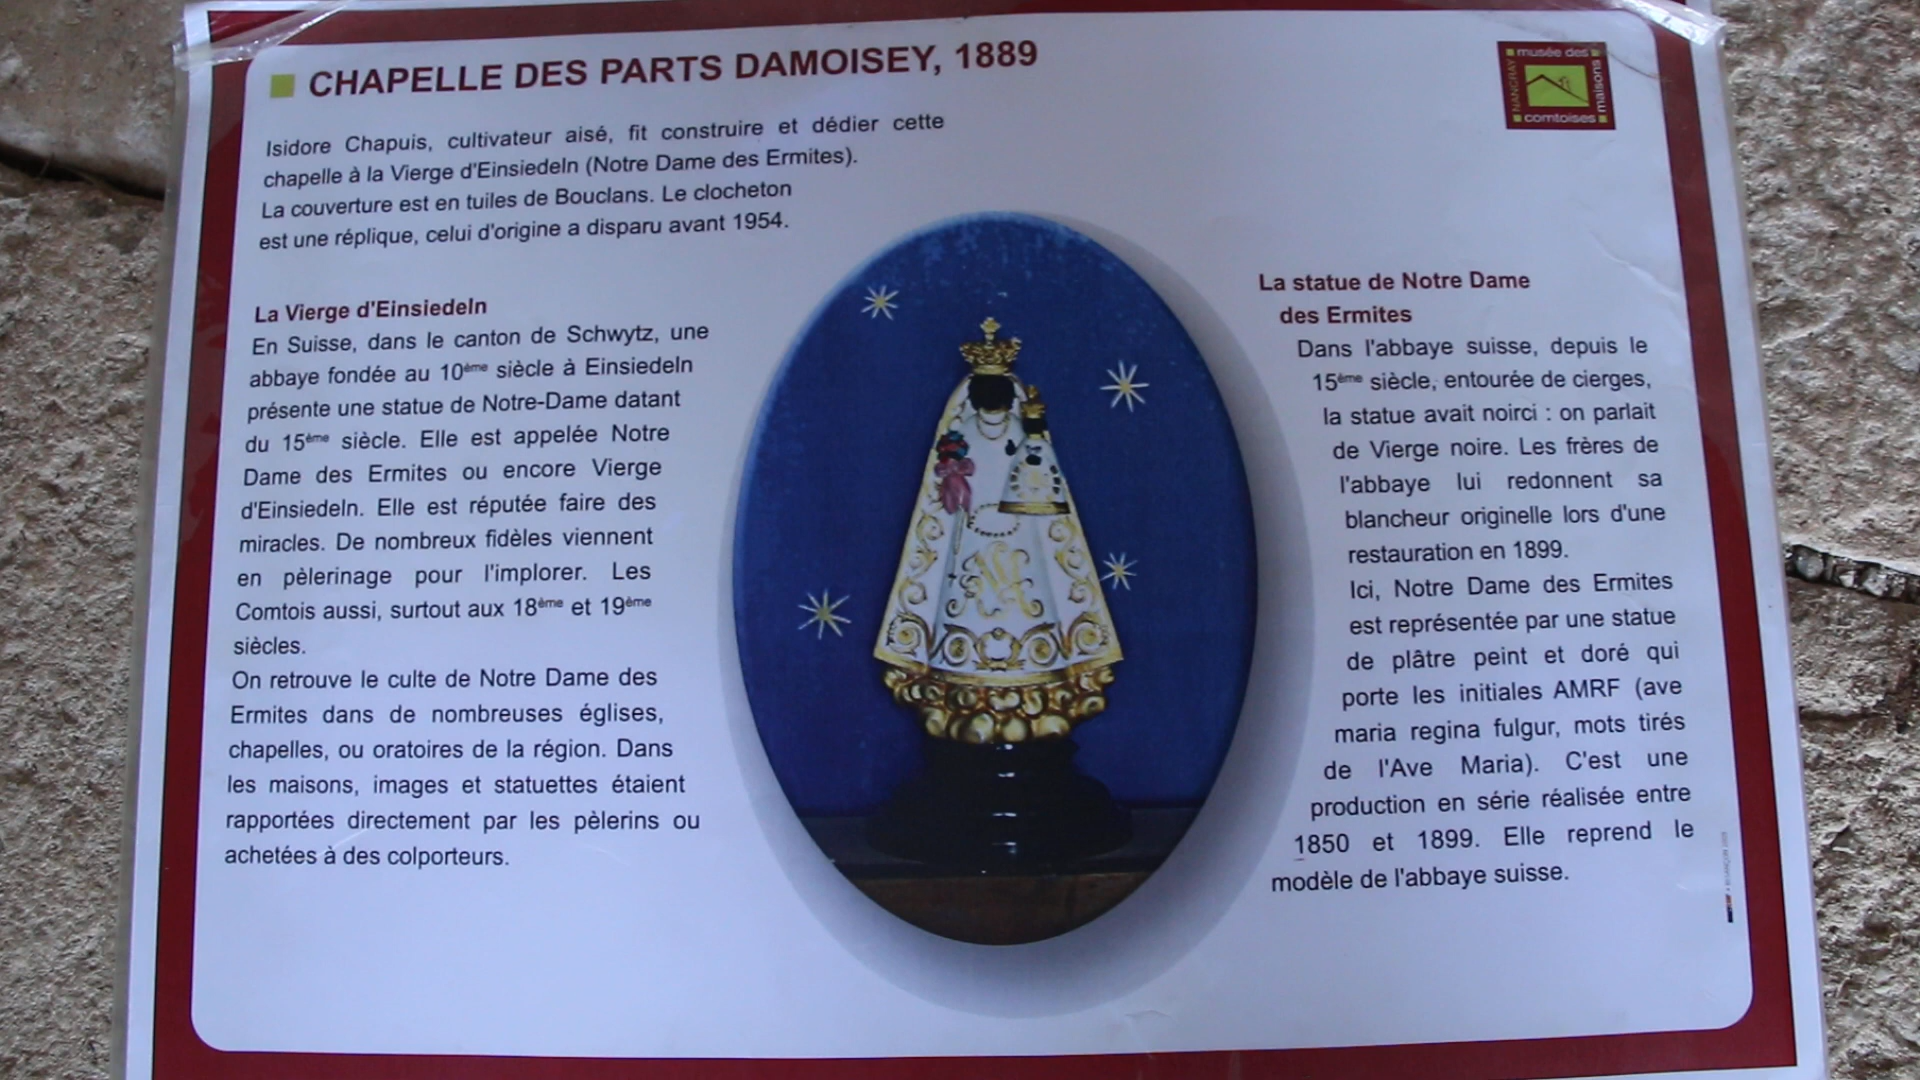 CHAPELLE DES PARTS DAMOISEY, 1889
musée des
maisons
comtoises
NANCRAY
Isidore Chapuis, cultivateur aisé, fit construire et dédier cette
chapelle à la Vierge d'Einsiedeln (Notre Dame des Ermites).
La couverture est en tuiles de Bouclans. Le clocheton
est une réplique, celui d'origine a disparu avant 1954.
La Vierge d'Einsiedeln
En Suisse, dans le canton de Schwytz, une
abbaye fondée au 10ème siècle à Einsiedeln
présente une statue de Notre-Dame datant
du 15ème siècle. Elle est appelée Notre
Dame des Ermites ou encore Vierge
d'Einsiedeln. Elle est réputée faire des
miracles. De nombreux fidèles viennent
en pèlerinage pour l'implorer. Les
Comtois aussi, surtout aux 18ème et 19ème
siècles.
On retrouve le culte de Notre Dame des
Ermites dans de nombreuses églises,
chapelles, ou oratoires de la région. Dans
les maisons, images et statuettes étaient
rapportées directement par les pèlerins ou
achetées à des colporteurs.
La statue de Notre Dame
des Ermites
Dans l'abbaye suisse, depuis le
15ème siècle, entourée de cierges,
la statue avait noirci : on parlait
de Vierge noire. Les frères de
l'abbaye lui redonnent sa
blancheur originelle lors d'une
restauration en 1899.
Ici, Notre Dame des Ermites
est représentée par une statue
de plâtre peint et doré qui
porte les initiales AMRF (ave
maria regina fulgur, mots tirés
de l'Ave Maria). C'est une
production en série réalisée entre
1850 et 1899. Elle reprend le
modèle de l'abbaye suisse.